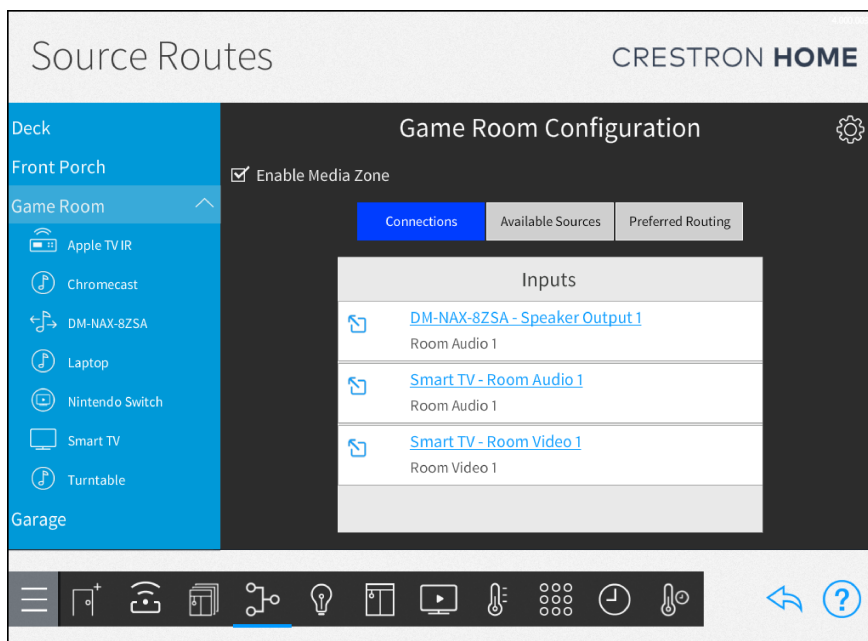 Source Routes
CRESTRON HOME
Deck
Front Porch
Game Room
Apple TV IR
Chromecast
DM-NAX-8ZSA
Laptop
Nintendo Switch
Smart TV
Turntable
Garage
Game Room Configuration
Enable Media Zone
Connections
Available Sources
Preferred Routing
Inputs
DM-NAX-8ZSA - Speaker Output 1
Room Audio 1
Smart TV - Room Audio 1
Room Audio 1
Smart TV - Room Video 1
Room Video 1
?